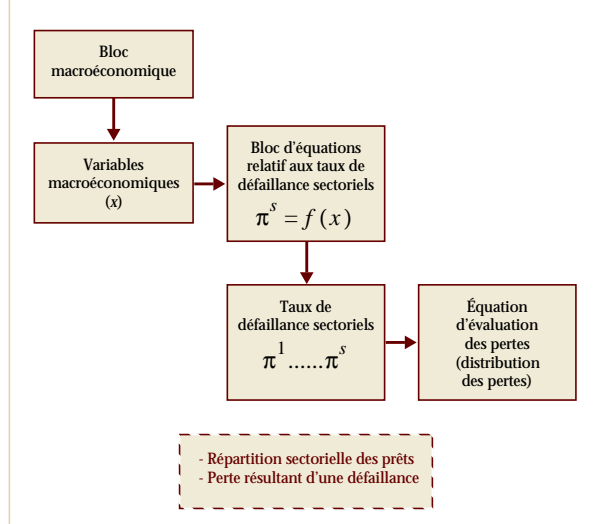 Bloc
macroéconomique
Variables
macroéconomiques
(x)
Bloc d'équations
relatif aux taux de
défaillance sectoriels
π^s = f (x)
Taux de
défaillance sectoriels
π^1 ...... π^s
Équation
d'évaluation
des pertes
(distribution
des pertes)
- Répartition sectorielle des prêts
- Perte résultant d'une défaillance